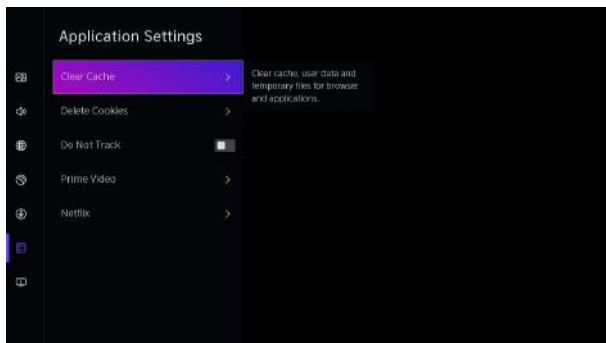 Application Settings
Clear Cache
Clear cache, user data and
temporary files for browser
and applications.
Delete Cookies
Do Not Track
Prime Video
Netflix